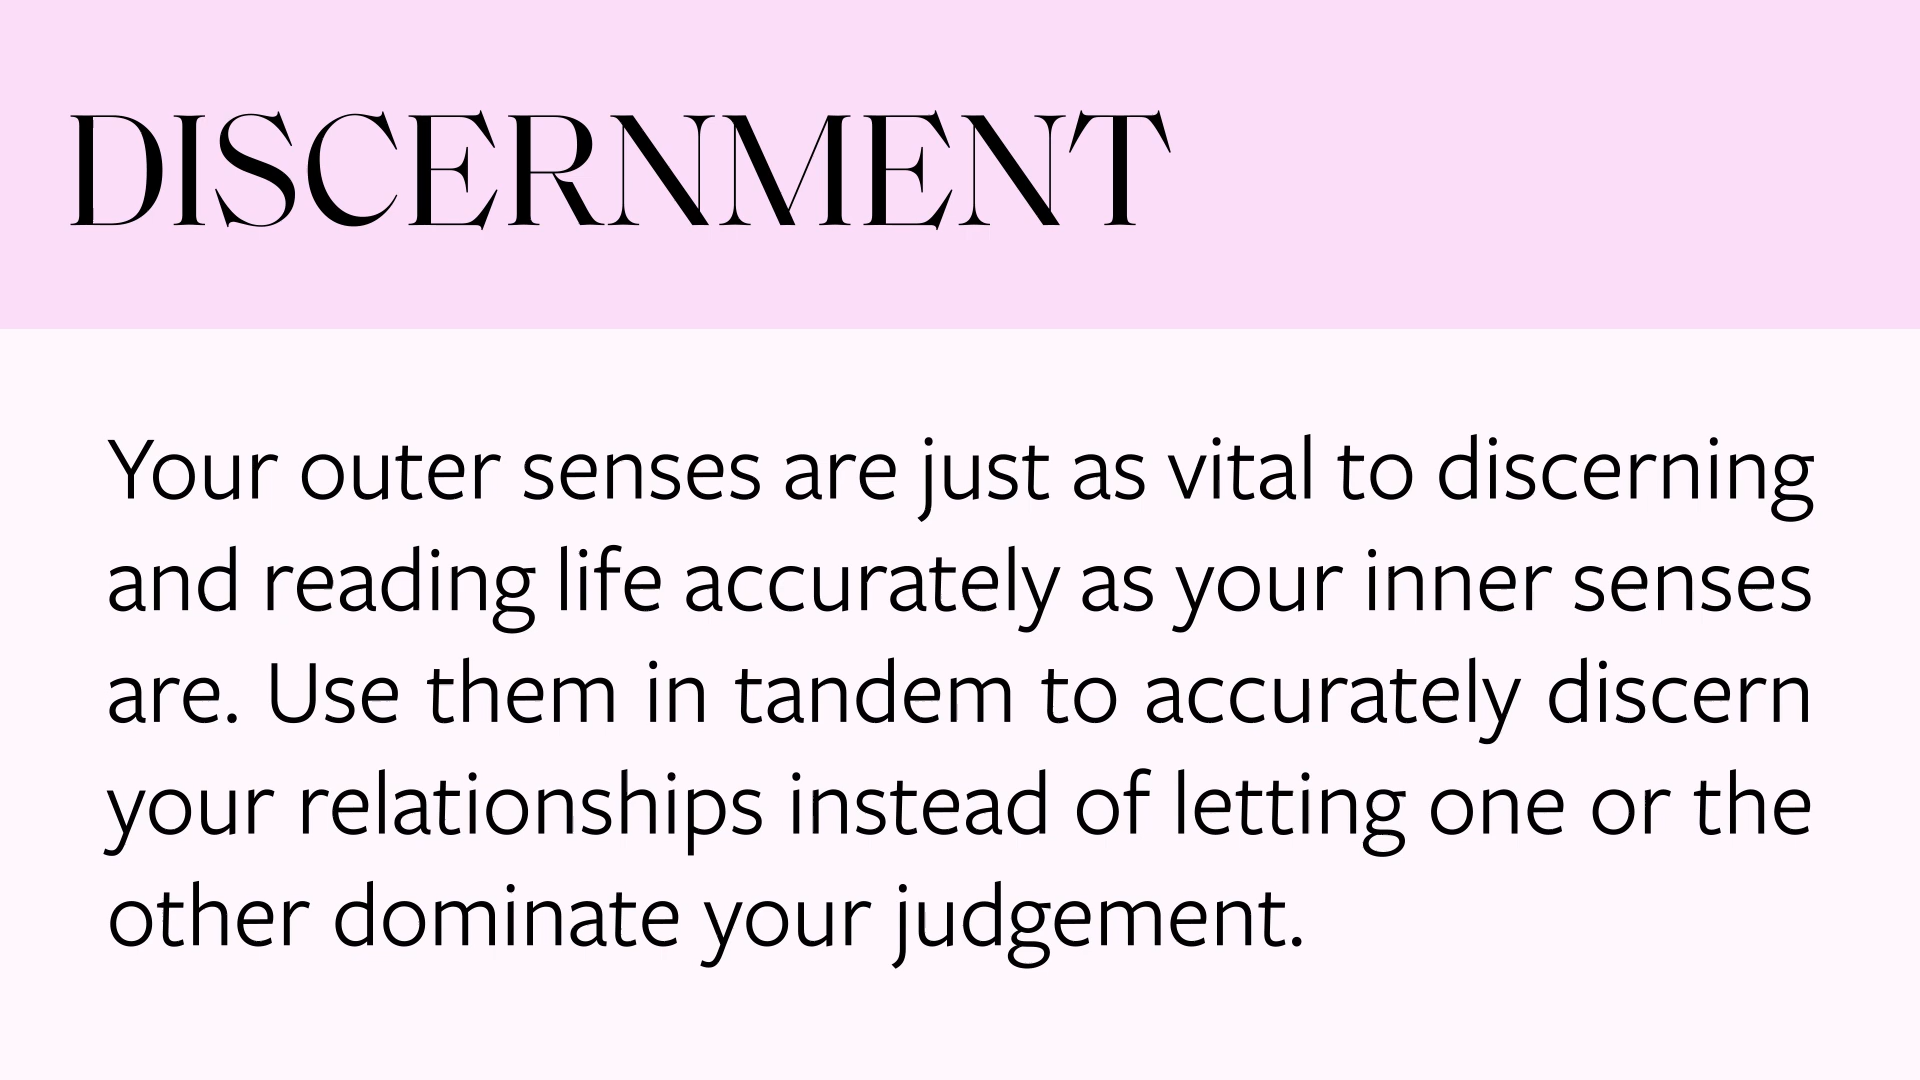 DISCERNMENT
Your outer senses are just as vital to discerning
and reading life accurately as your inner senses
are. Use them in tandem to accurately discern
your relationships instead of letting one or the
other dominate your judgement.